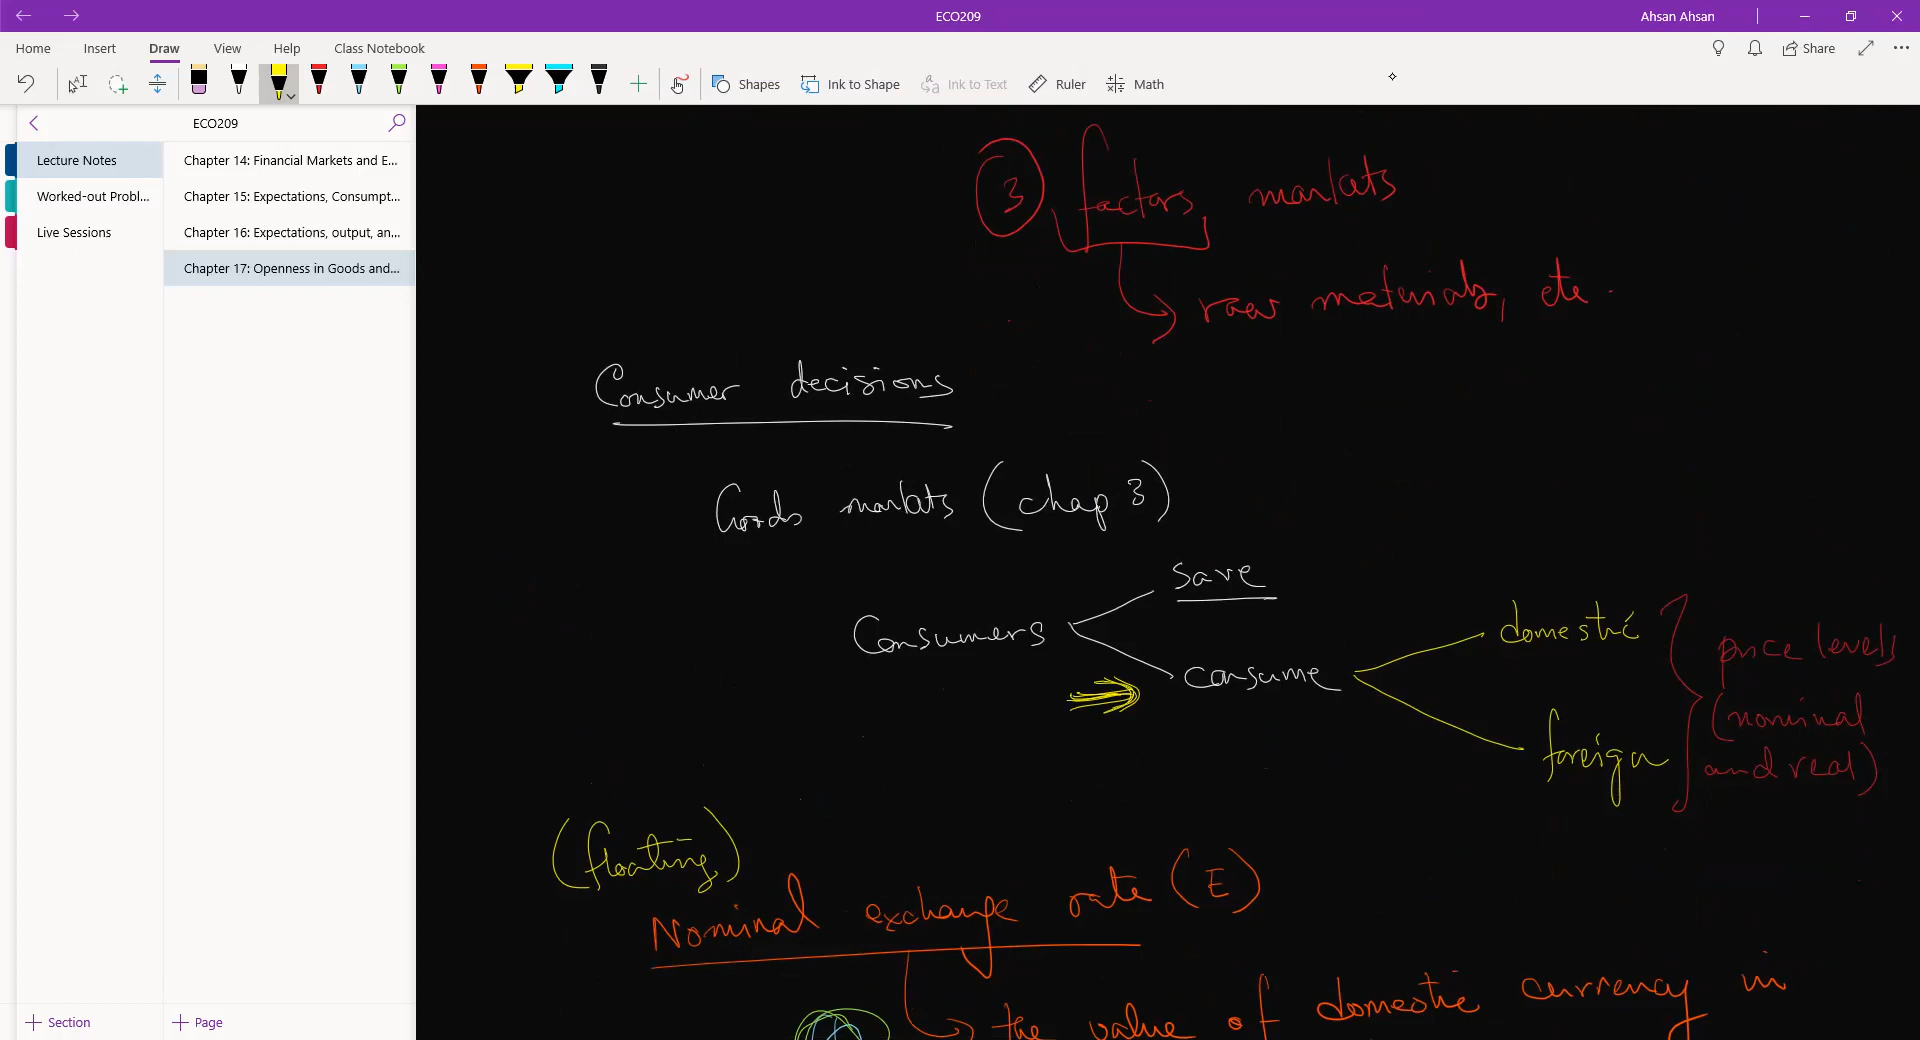 ECO209
Ahsan Ahsan
Home Insert Draw View Help Class Notebook
Share
Shapes Ink to Shape Ink to Text Ruler Math
ECO209
Lecture Notes
Worked-out Probl...
Live Sessions
Chapter 14: Financial Markets and E...
Chapter 15: Expectations, Consumpt...
Chapter 16: Expectations, output, an...
Chapter 17: Openness in Goods and...
3 factors markets
raw materials, etc.
Consumer decisions
Goods markets (chap 3)
save
Consumers
consume
domestic
foreign
price levels
(nominal
and real)
(floating)
Nominal exchange rate (E)
the value of domestic currency in
Section
Page